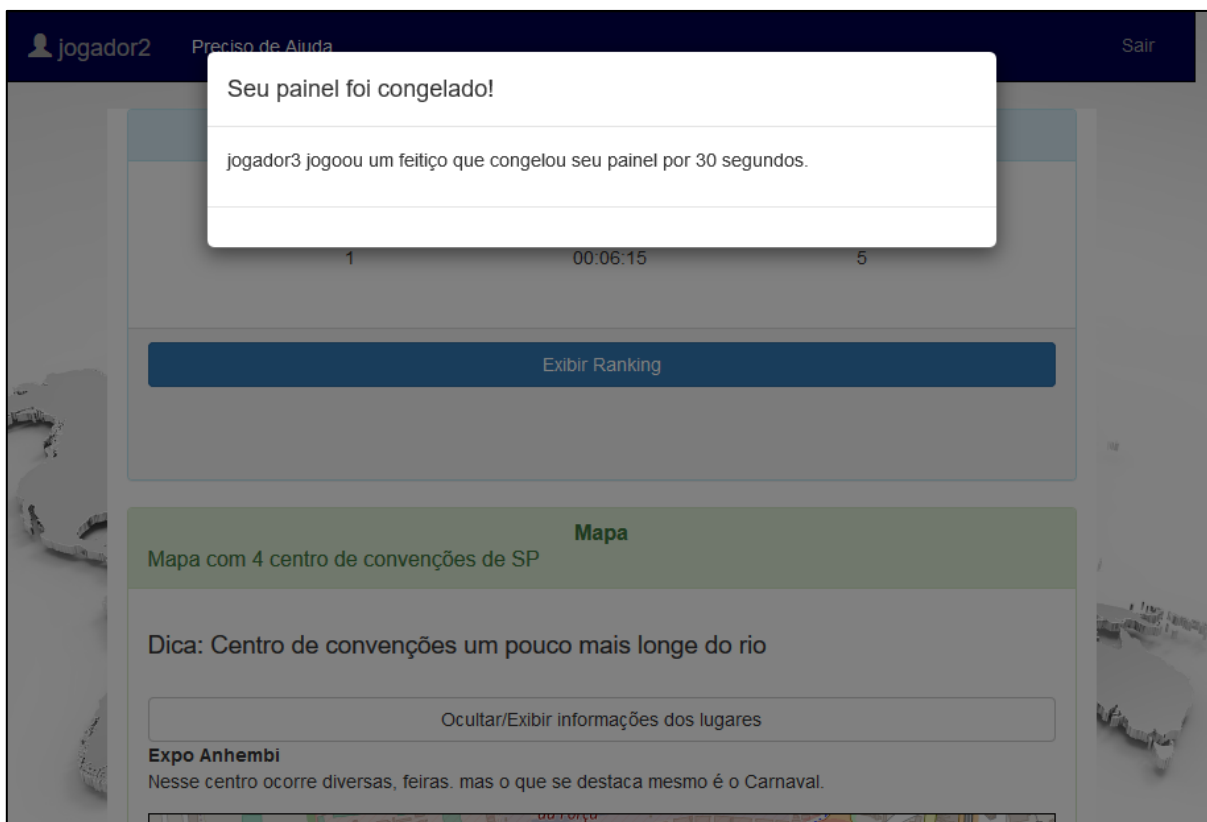 jogador2 Preciso de Ajuda Sair
Seu painel foi congelado!
jogador3 jogoou um feitiço que congelou seu painel por 30 segundos.
1 00:06:15 5
Exibir Ranking
Mapa
Mapa com 4 centro de convenções de SP
Dica: Centro de convenções um pouco mais longe do rio
Ocultar/Exibir informações dos lugares
Expo Anhembi
Nesse centro ocorre diversas, feiras. mas o que se destaca mesmo é o Carnaval.